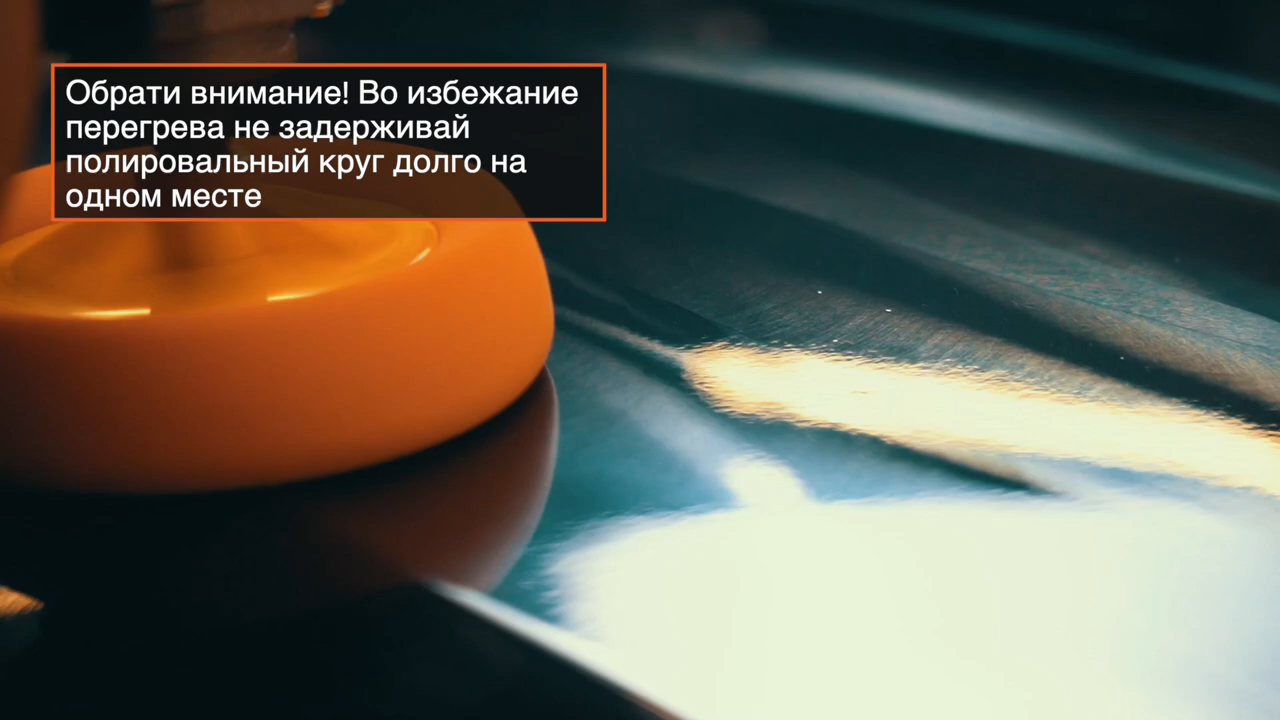 Обрати внимание! Во избежание
перегрева не задерживай
полировальный круг долго на
одном месте